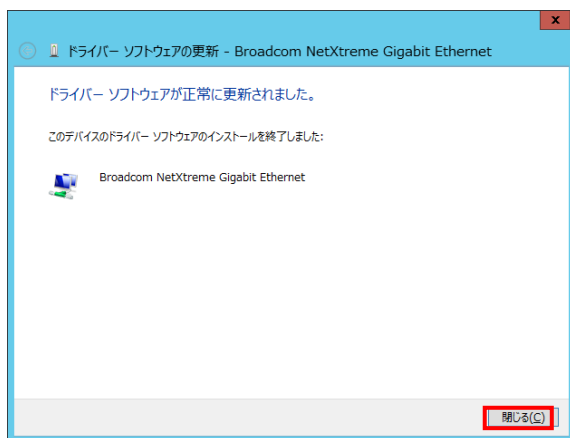 x
ドライバー ソフトウェアの更新 - Broadcom NetXtreme Gigabit Ethernet
ドライバー ソフトウェアが正常に更新されました。
このデバイスのドライバー ソフトウェアのインストールを終了しました:
Broadcom NetXtreme Gigabit Ethernet
閉じる(C)